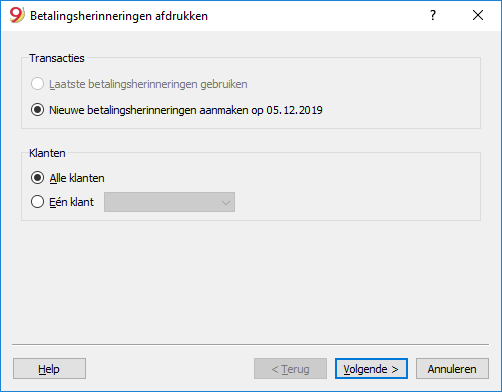 9 Betalingsherinneringen afdrukken ?
Transacties
Laatste betalingsherinneringen gebruiken
Nieuwe betalingsherinneringen aanmaken op 05.12.2019
Klanten
Alle klanten
Eén klant
Help < Terug Volgende > Annuleren